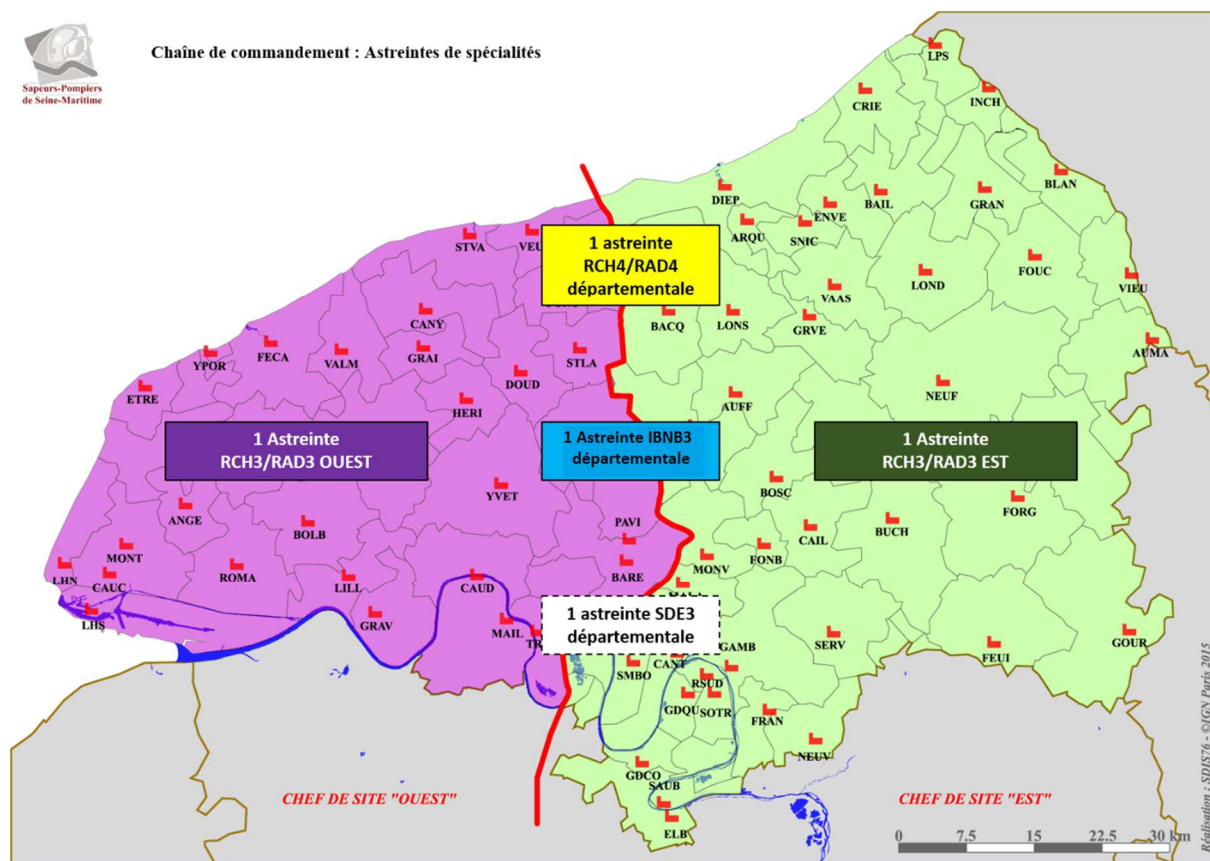 Chaîne de commandement : Astreintes de spécialités
Sapeurs-Pompiers
de Seine-Maritime
LPS
CRIE
INCH
BLAN
DIEP
ENVE
BAIL
GRAN
STVA
VEU
ARQU
SNIC
1 astreinte
RCH4/RAD4
départementale
FOUC
LOND
VIEU
VAAS
CANY
BACQ
LONS
GRVE
YPOR
FECA
VALM
GRAI
STLA
AUMA
ETRE
DOUD
NEUF
HERI
AUFF
1 Astreinte
RCH3/RAD3 OUEST
1 Astreinte IBNB3
départementale
1 Astreinte
RCH3/RAD3 EST
YVET
BOSC
ANGE
BOLB
PAVI
FORG
BUCH
CAIL
MONT
FONB
MONV
LHN
CAUC
ROMA
LILL
CAUD
BARE
LHS
GRAV
MAIL
TR
1 astreinte SDE3
départementale
GAMB
SERV
FEUI
GOUR
SMBO
CANT
RSUD
GDQU
SOTR
FRAN
NEUV
GDCO
SAUB
ELB
CHEF DE SITE "OUEST"
CHEF DE SITE "EST"
0 7.5 15 22.5 30 km
Réalisation : SDIS76 - ©IGN Paris 2015